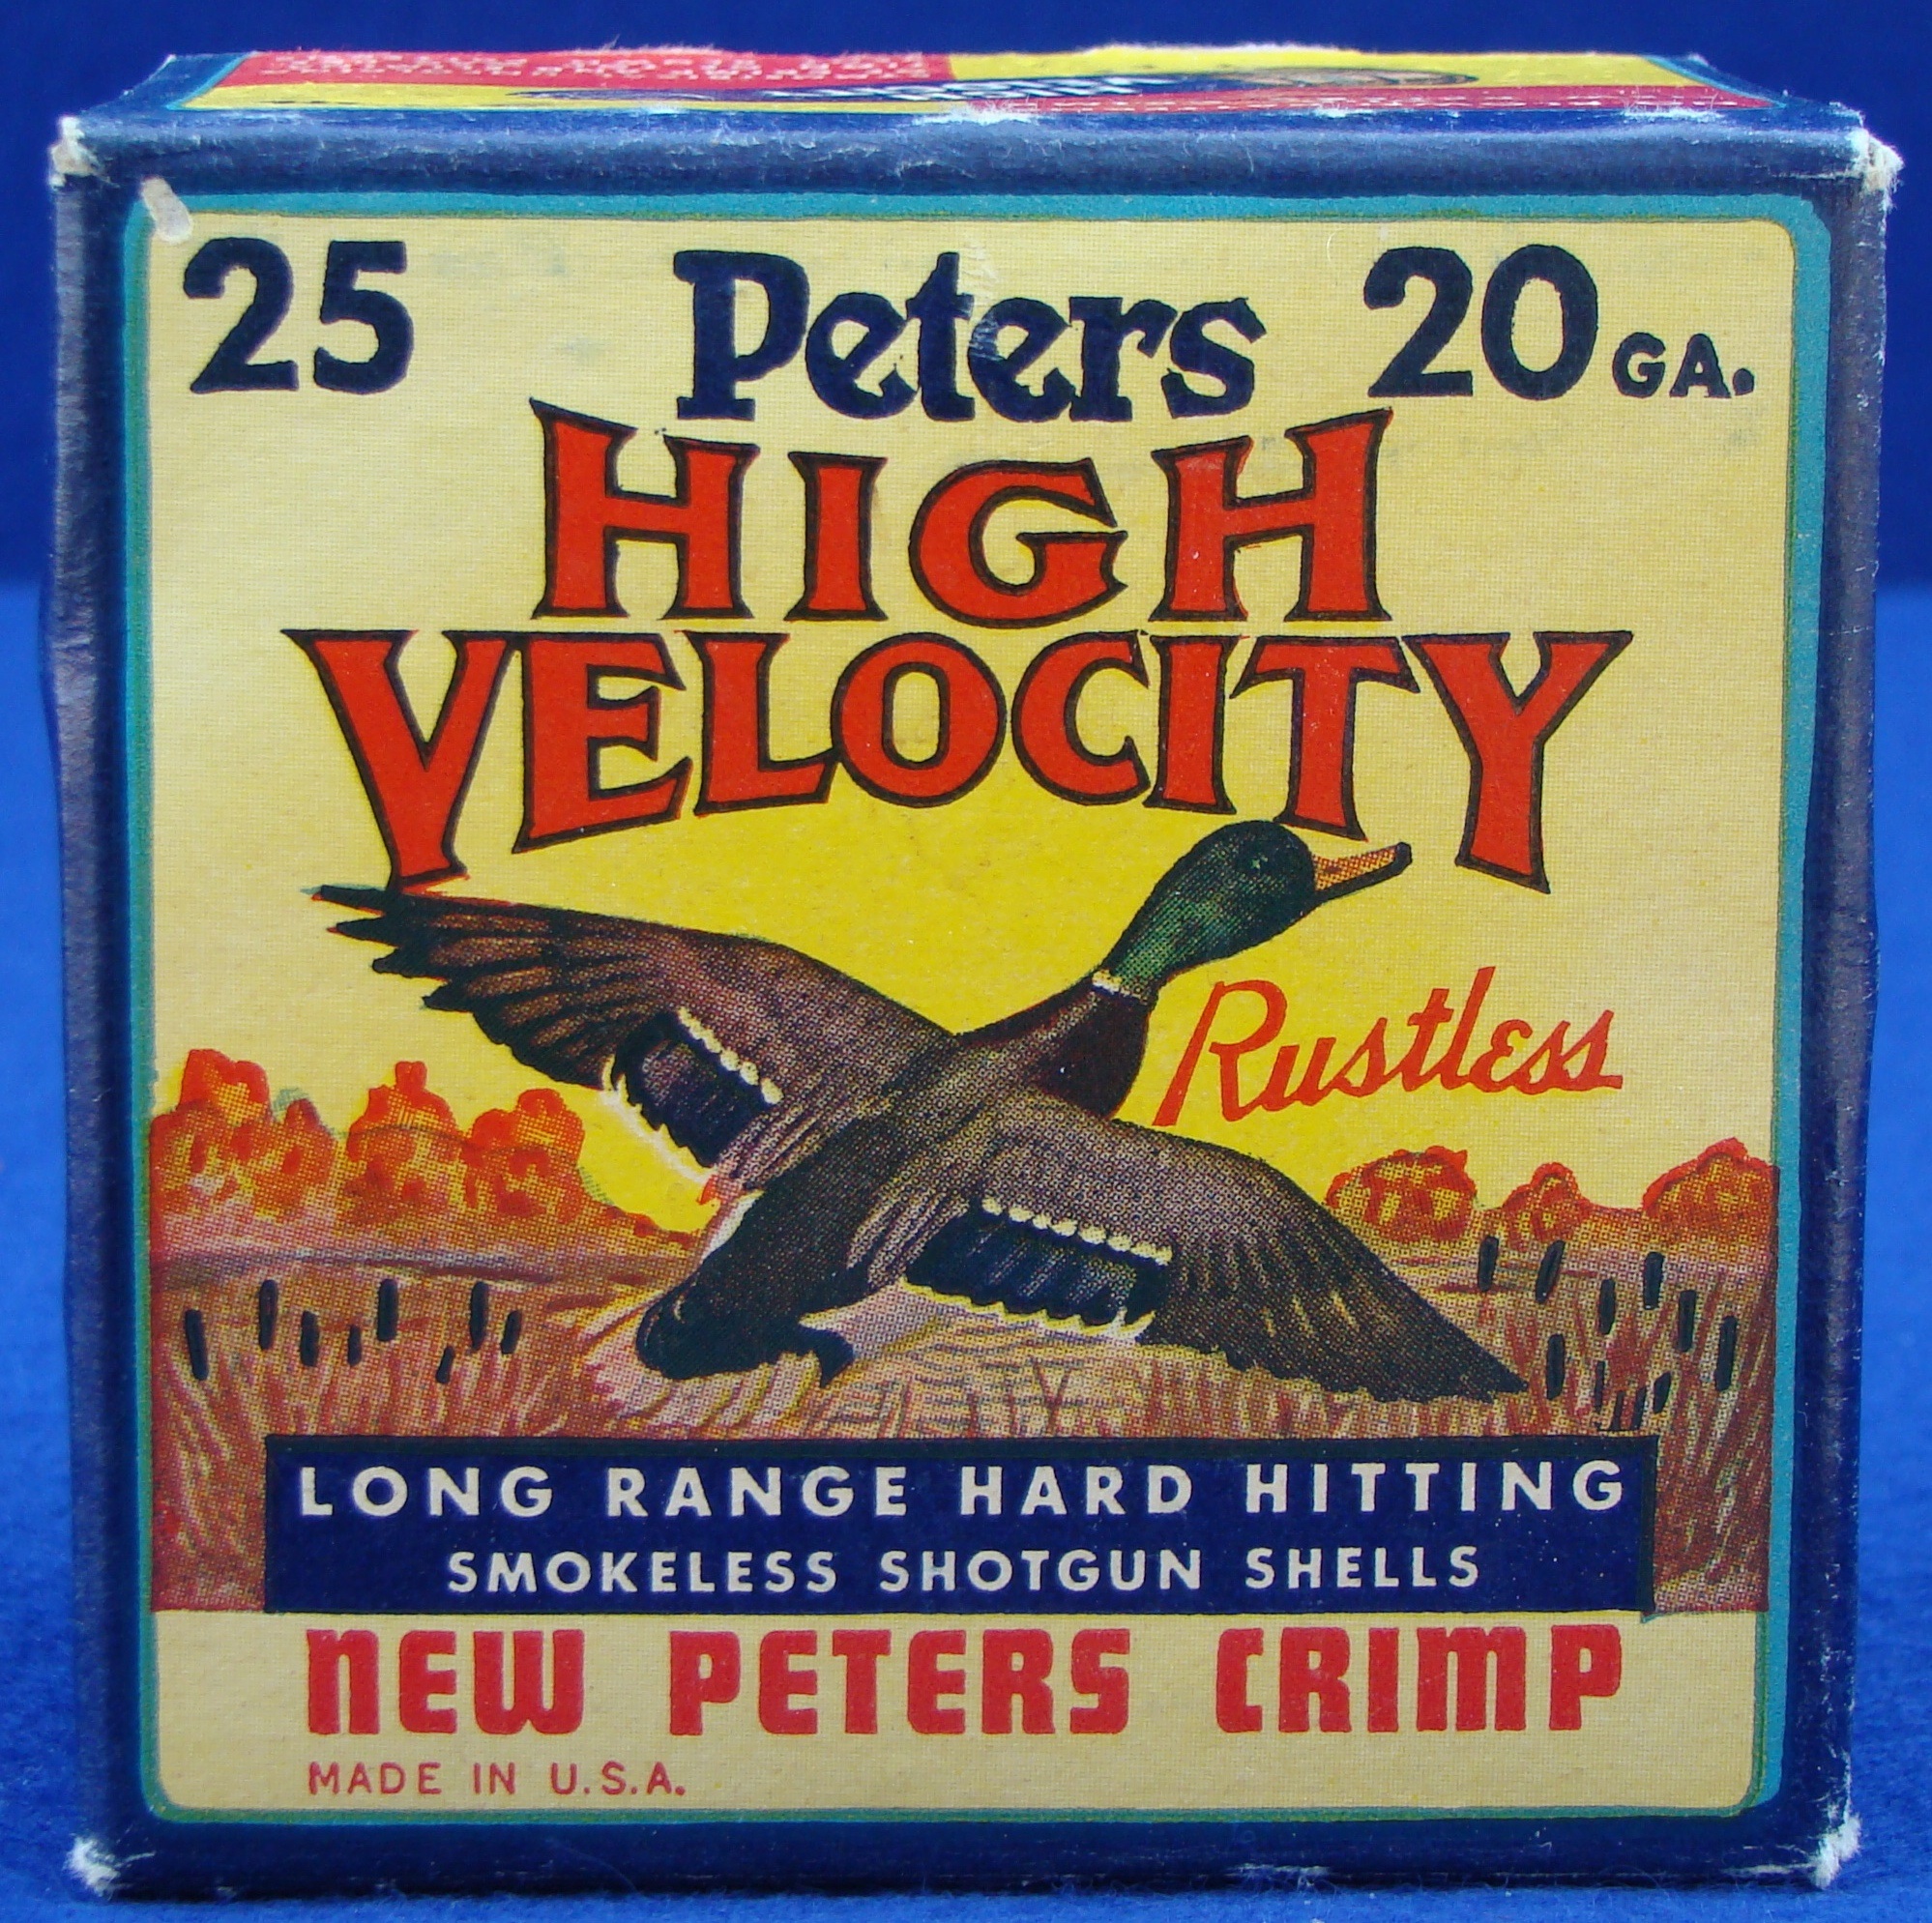 25 Peters 20 GA.
HIGH
VELOCITY
Rustless
LONG RANGE HARD HITTING
SMOKELESS SHOTGUN SHELLS
NEW PETERS CRIMP
MADE IN U.S.A.